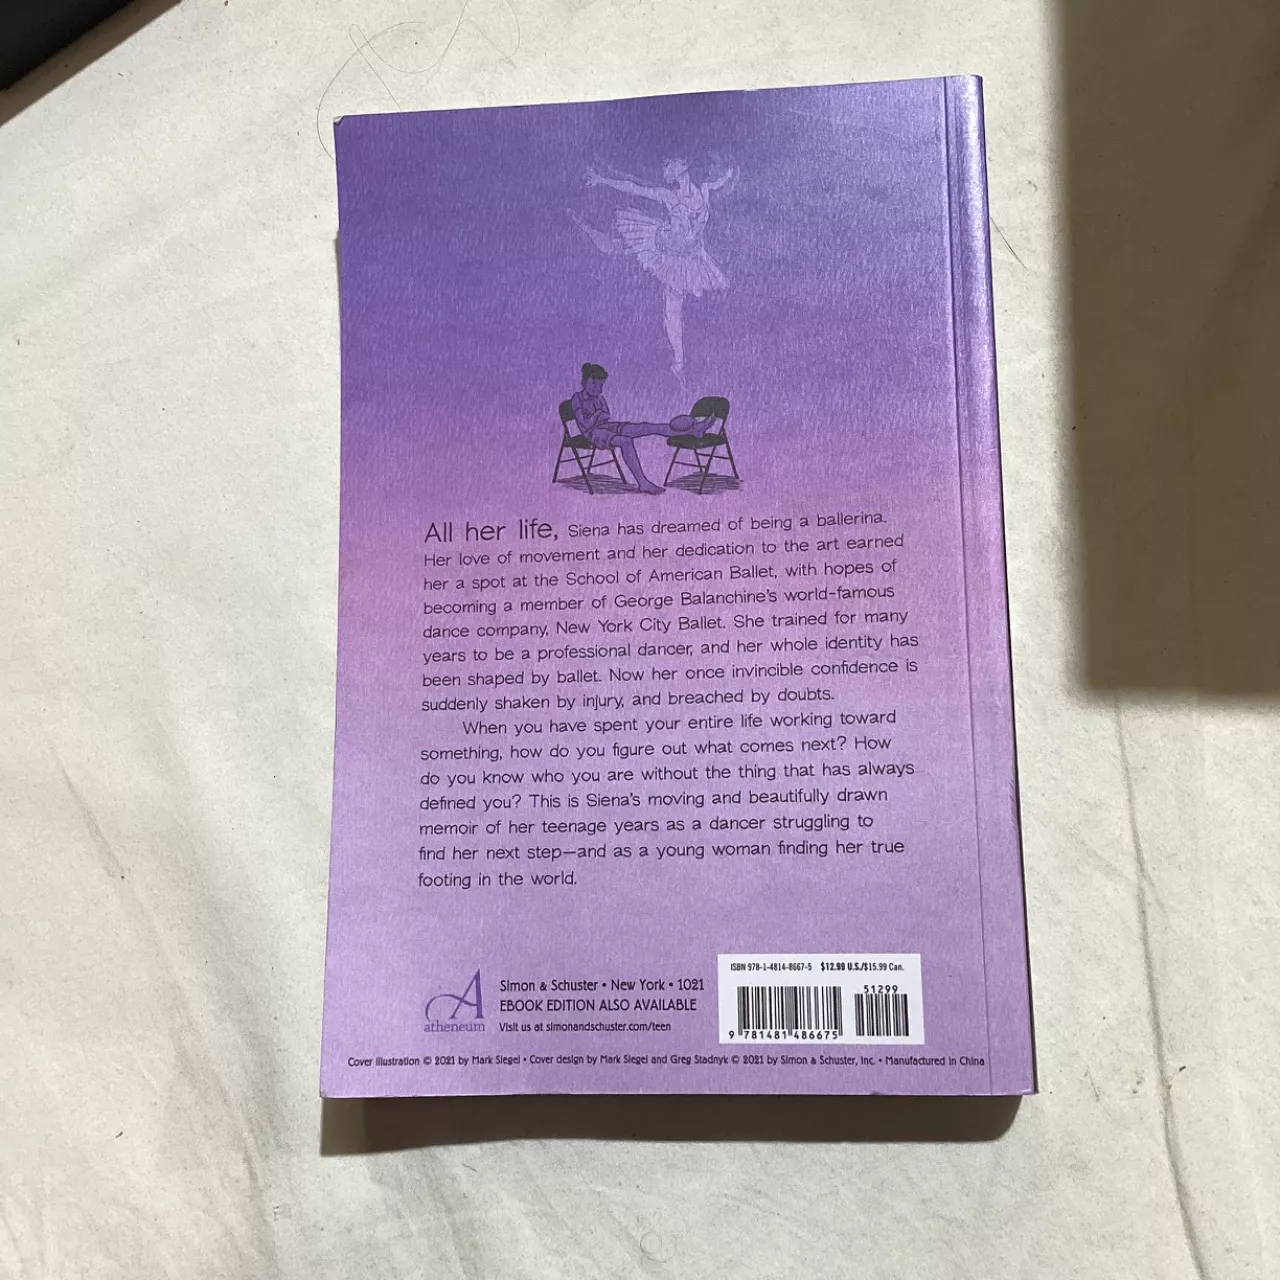 All her life, Siena has dreamed of being a ballerina.
Her love of movement and her dedication to the art earned
her a spot at the School of American Ballet, with hopes of
becoming a member of George Balanchine's world-famous
dance company, New York City Ballet. She trained for many
years to be a professional dancer, and her whole identity has
been shaped by ballet. Now her once invincible confidence is
suddenly shaken by injury, and breached by doubts.
When you have spent your entire life working toward
something, how do you figure out what comes next? How
do you know who you are without the thing that has always
defined you? This is Siena's moving and beautifully drawn
memoir of her teenage years as a dancer struggling to
find her next step—and as a young woman finding her true
footing in the world.
A
atheneum
Simon & Schuster • New York • 1021
EBOOK EDITION ALSO AVAILABLE
Visit us at simonandschuster.com/teen
ISBN 978-1-4814-8667-5 $12.99 U.S./$15.99 Can.
51299
9 781481 486675
Cover illustration © 2021 by Mark Siegel • Cover design by Mark Siegel and Greg Stadnyk © 2021 by Simon & Schuster, Inc. • Manufactured in China